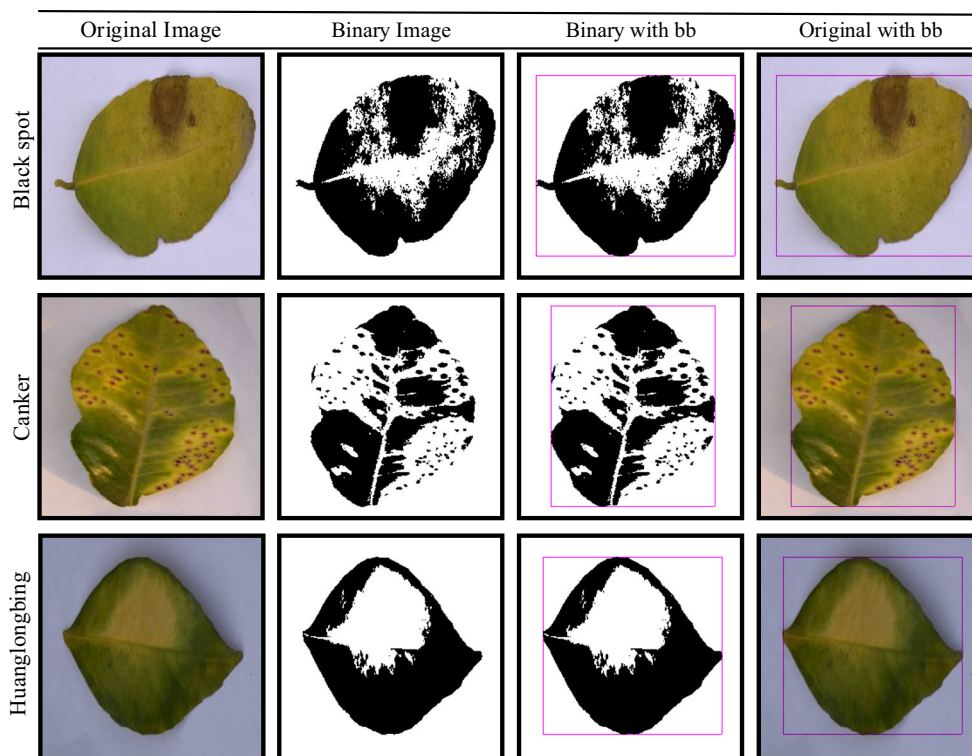 Original Image Binary Image Binary with bb Original with bb
Black spot
Canker
Huanglongbing